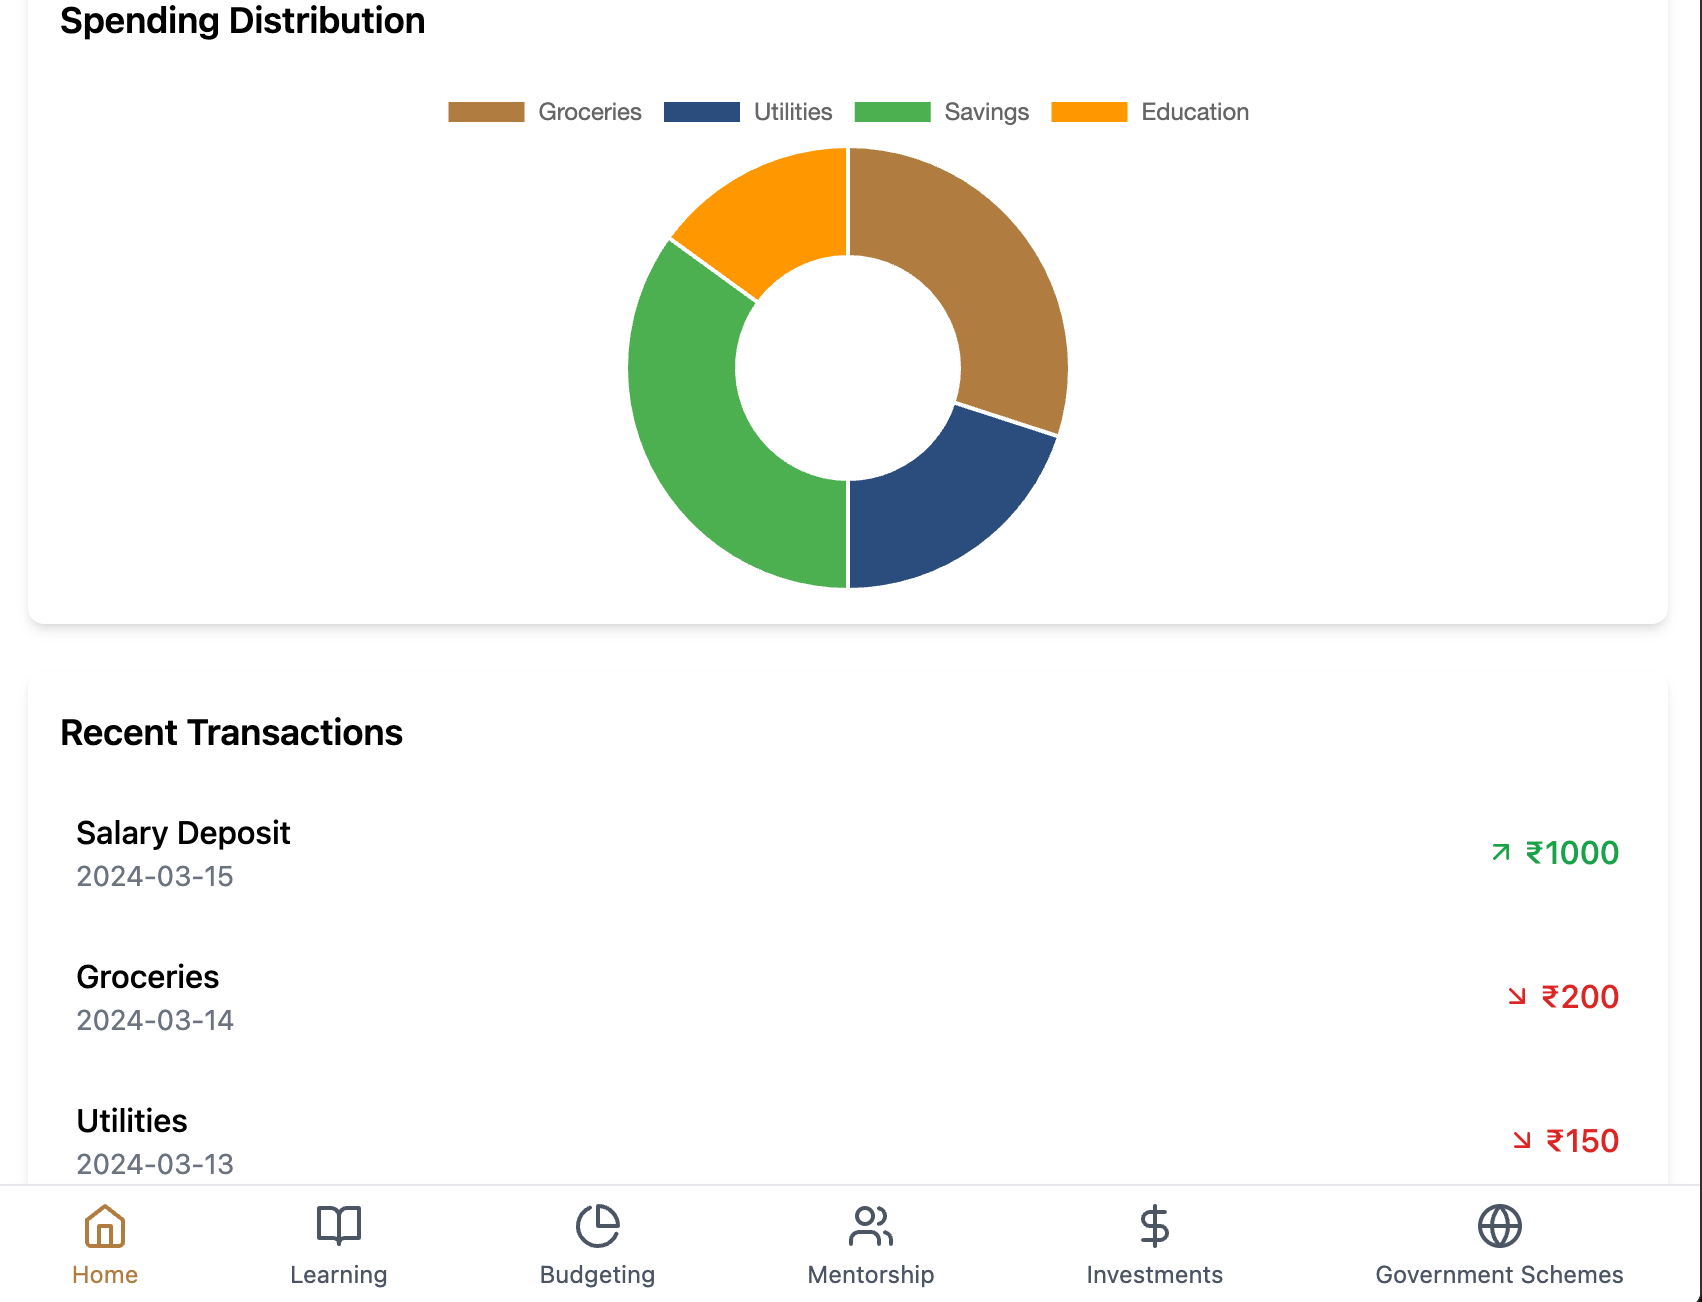 Spending Distribution
Groceries Utilities Savings Education
Recent Transactions
Salary Deposit
2024-03-15
₹1000
Groceries
2024-03-14
₹200
Utilities
2024-03-13
₹150
Home Learning Budgeting Mentorship Investments Government Schemes